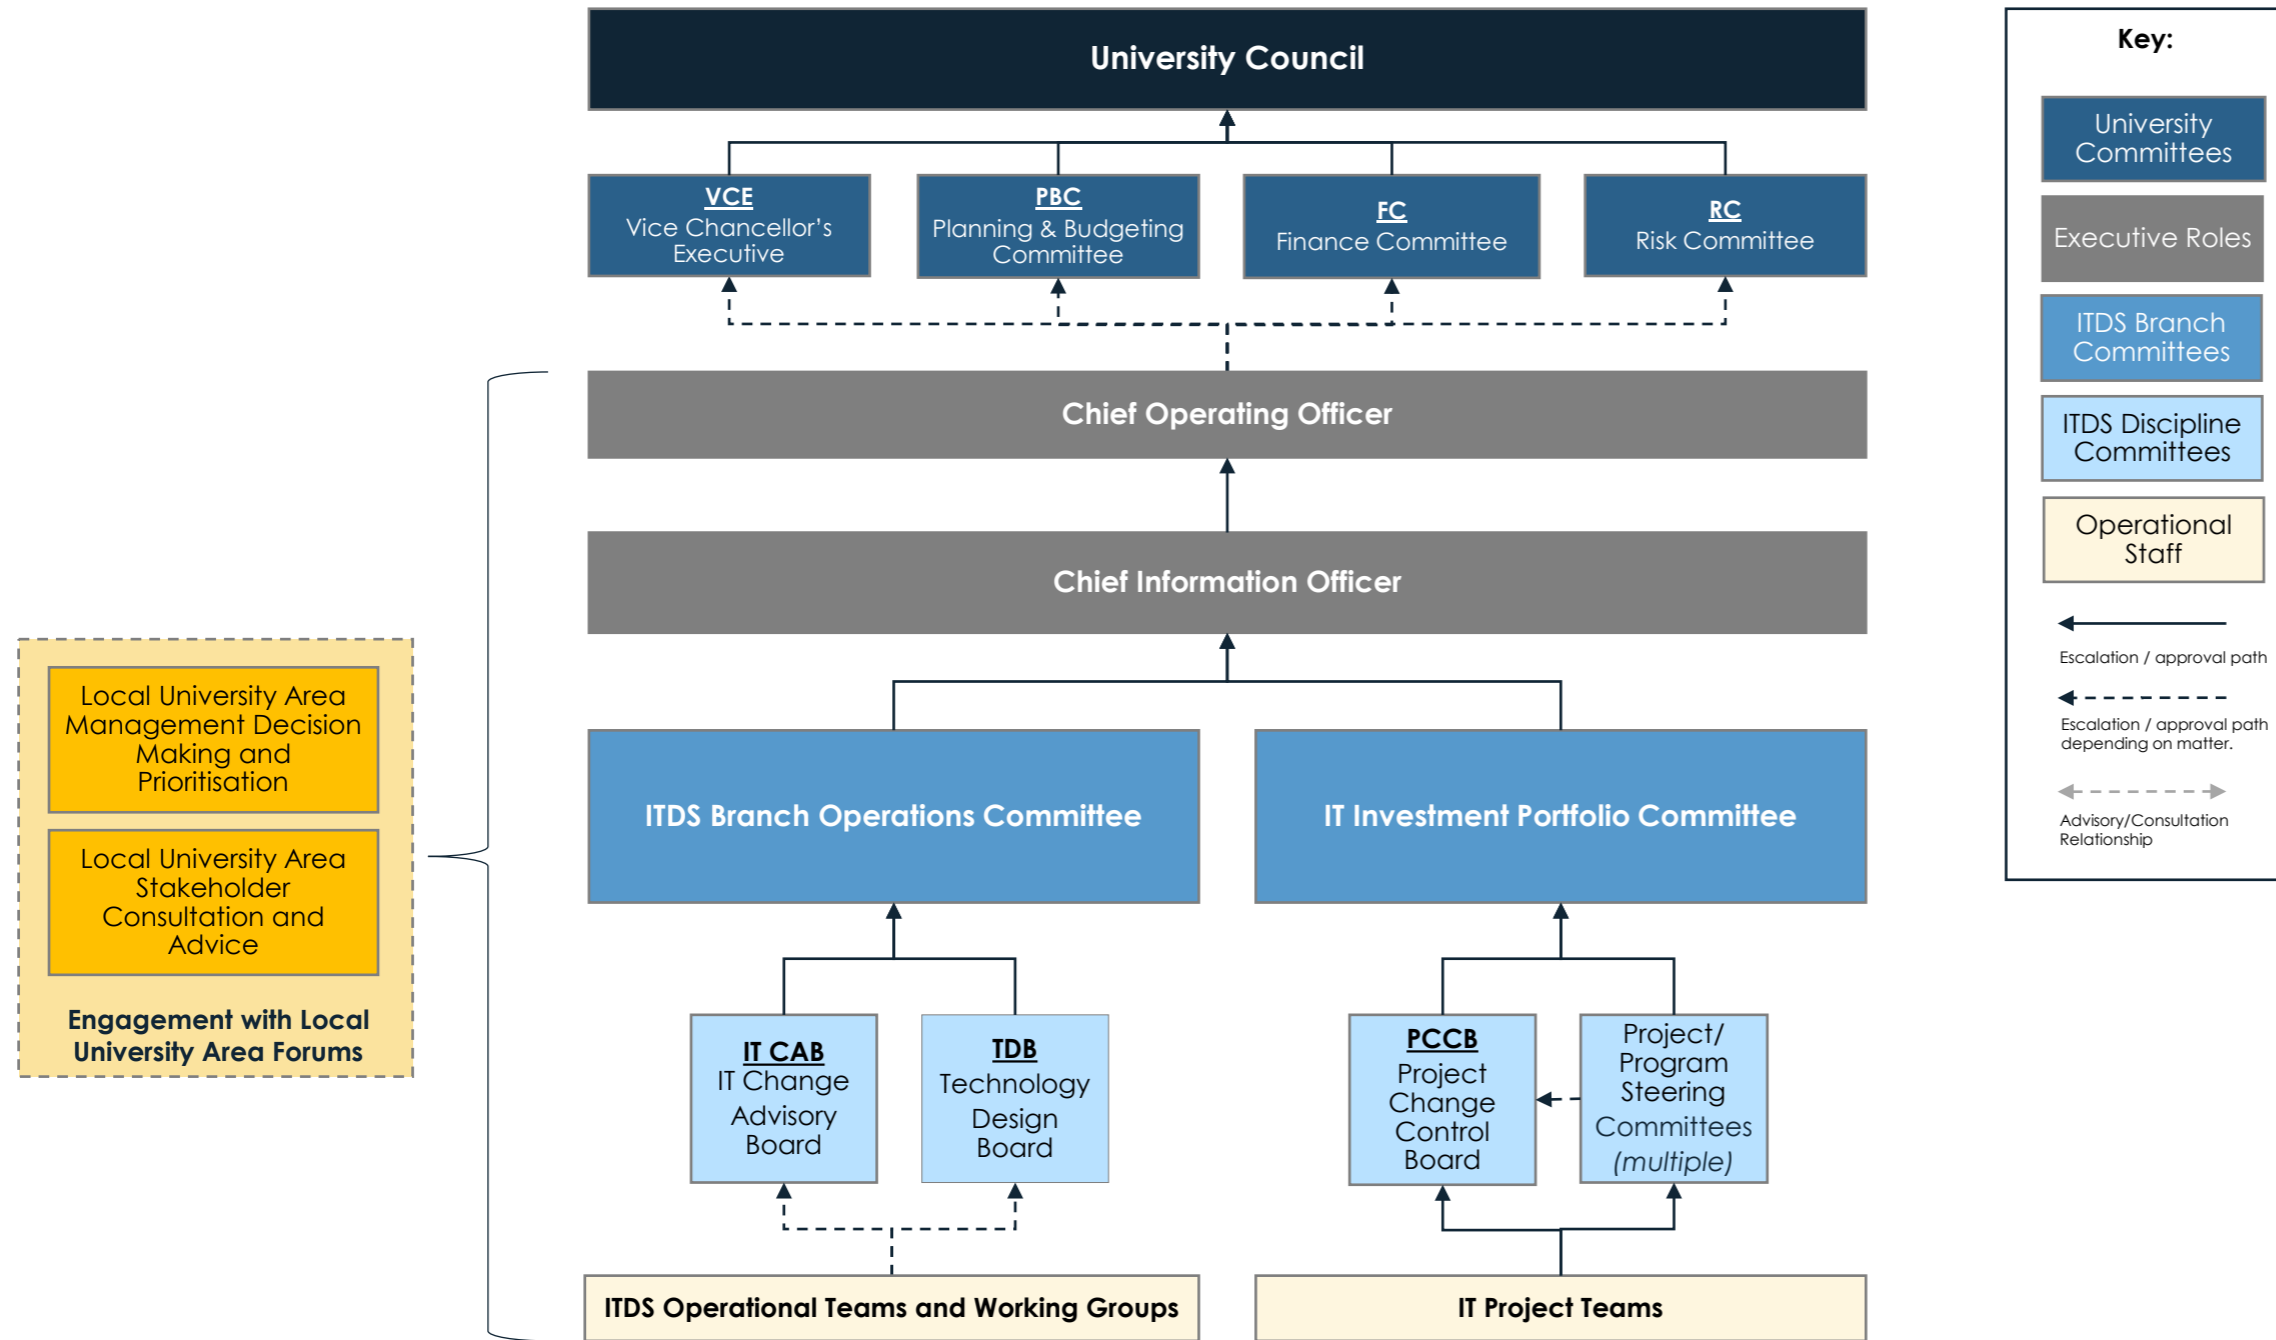 University Council
VCE
Vice Chancellor’s
Executive
PBC
Planning & Budgeting
Committee
FC
Finance Committee
RC
Risk Committee
Chief Operating Officer
Chief Information Officer
ITDS Branch Operations Committee
IT Investment Portfolio Committee
IT CAB
IT Change
Advisory
Board
TDB
Technology
Design
Board
PCCB
Project
Change
Control
Board
Project/
Program
Steering
Committees
(multiple)
ITDS Operational Teams and Working Groups
IT Project Teams
Local University Area
Management Decision
Making and
Prioritisation
Local University Area
Stakeholder
Consultation and
Advice
Engagement with Local
University Area Forums
Key:
University
Committees
Executive Roles
ITDS Branch
Committees
ITDS Discipline
Committees
Operational
Staff
Escalation / approval path
Escalation / approval path
depending on matter.
Advisory/Consultation
Relationship